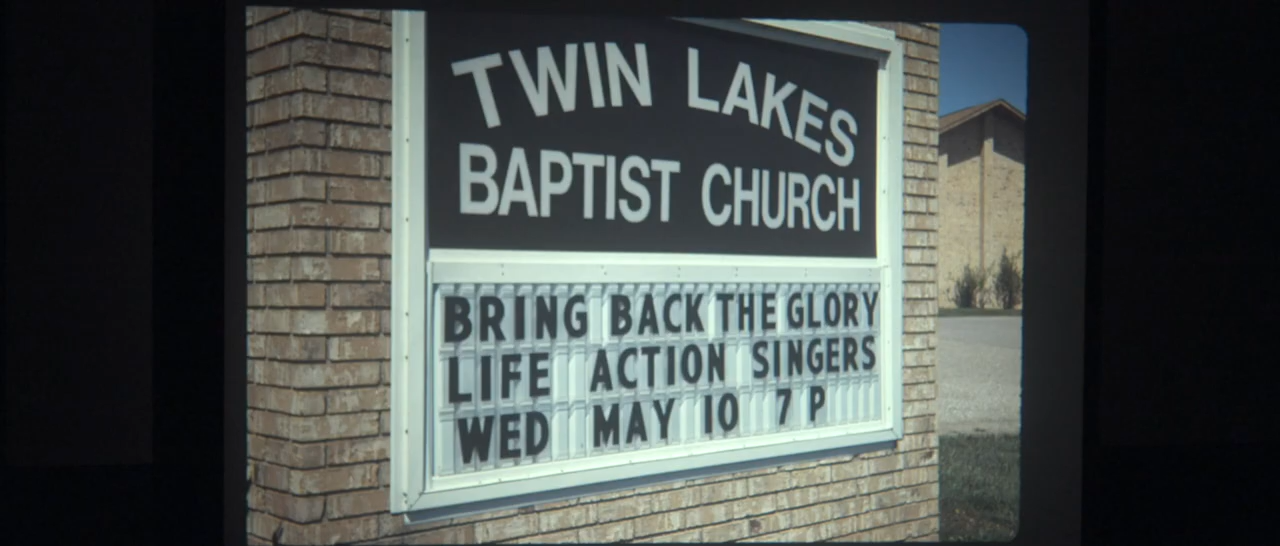 TWIN LAKES
BAPTIST CHURCH
BRING BACK THE GLORY
LIFE ACTION SINGERS
WED MAY 10 7 P